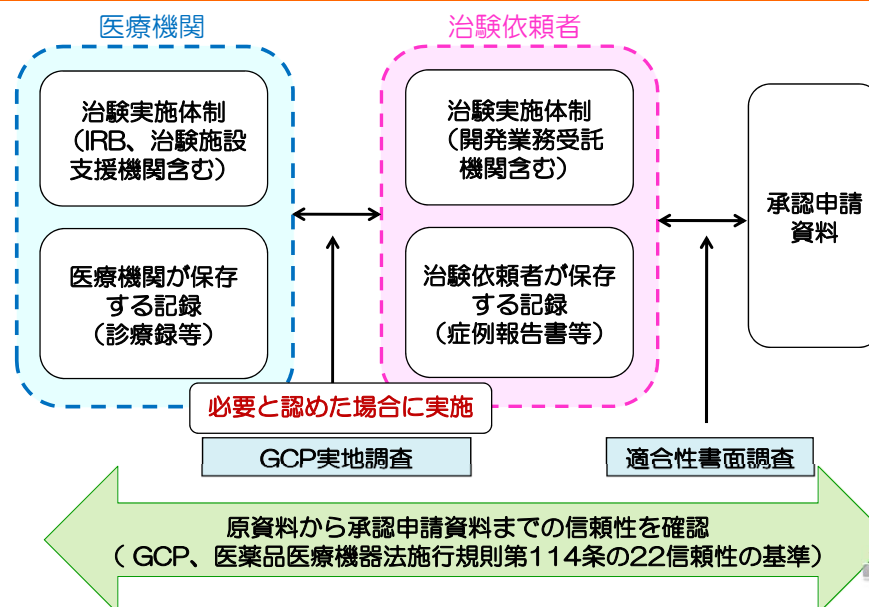 医療機関
治験依頼者
治験実施体制
（IRB、治験施設
支援機関含む）
治験実施体制
（開発業務受託
機関含む）
承認申請
資料
医療機関が保存
する記録
（診療録等）
治験依頼者が保存
する記録
（症例報告書等）
必要と認めた場合に実施
GCP実地調査
適合性書面調査
原資料から承認申請資料までの信頼性を確認
（ GCP、医薬品医療機器法施行規則第114条の22信頼性の基準）